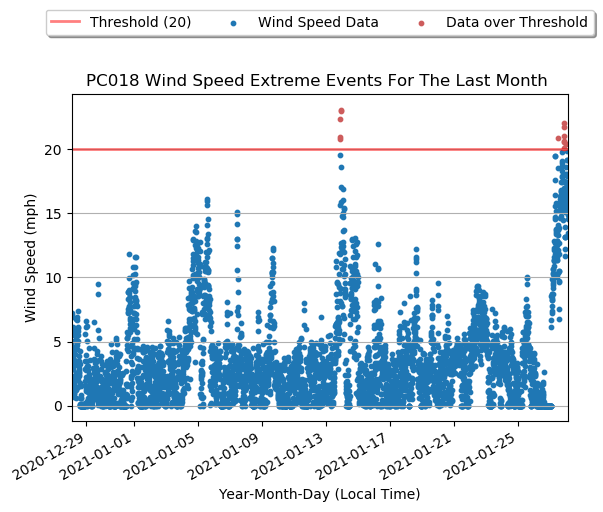 Threshold (20) Wind Speed Data Data over Threshold
PC018 Wind Speed Extreme Events For The Last Month
Wind Speed (mph)
20
15
10
5
0
2020-12-29 2021-01-01 2021-01-05 2021-01-09 2021-01-13 2021-01-17 2021-01-21 2021-01-25
Year-Month-Day (Local Time)